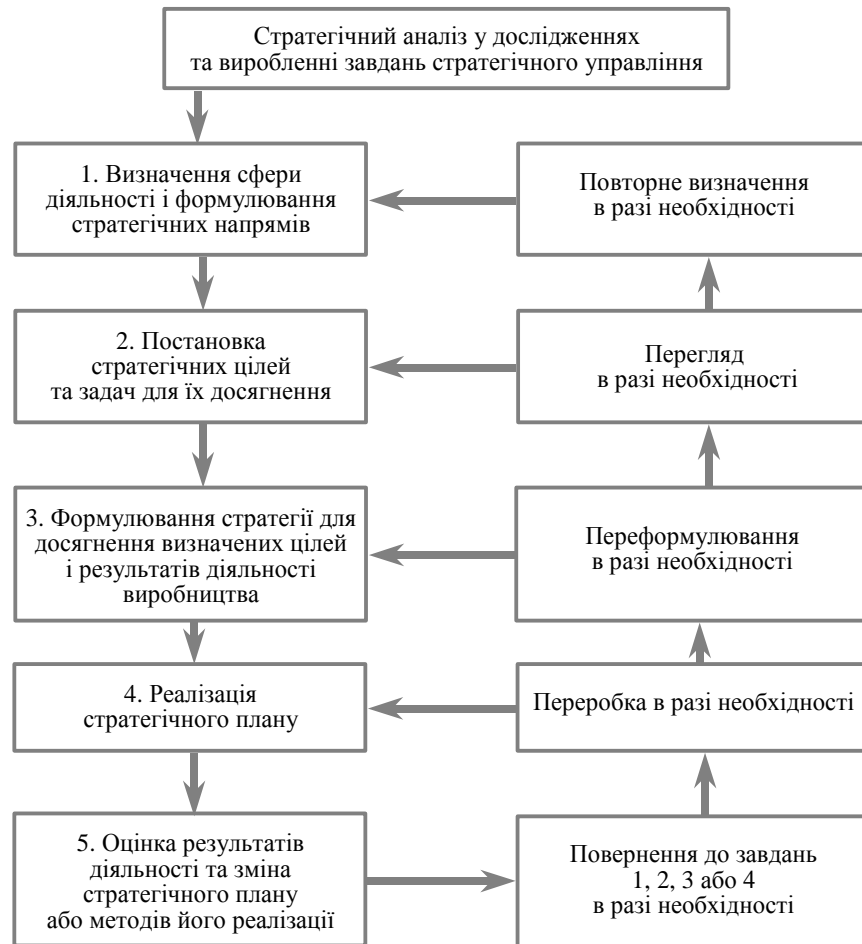 Стратегічний аналіз у дослідженнях
та виробленні завдань стратегічного управління
1. Визначення сфери
діяльності і формулювання
стратегічних напрямів
Повторне визначення
в разі необхідності
2. Постановка
стратегічних цілей
та задач для їх досягнення
Перегляд
в разі необхідності
3. Формулювання стратегії для
досягнення визначених цілей
і результатів діяльності
виробництва
Переформулювання
в разі необхідності
4. Реалізація
стратегічного плану
Переробка в разі необхідності
5. Оцінка результатів
діяльності та зміна
стратегічного плану
або методів його реалізації
Повернення до завдань
1, 2, 3 або 4
в разі необхідності